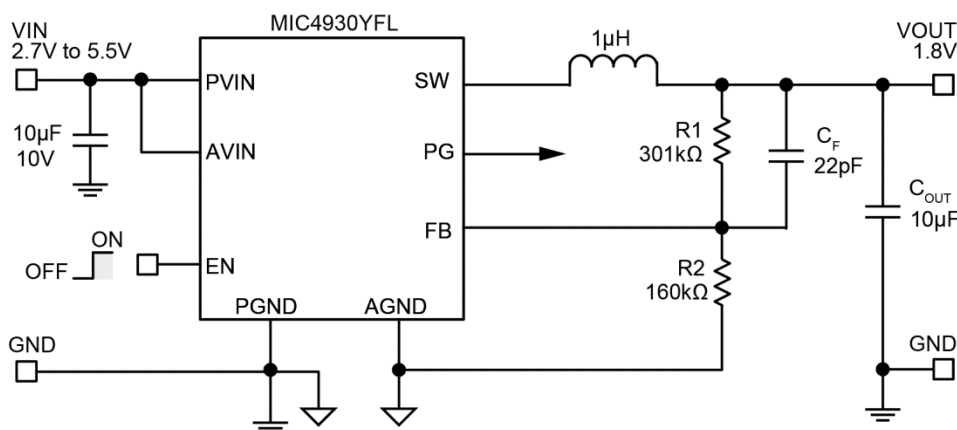 MIC4930YFL
VIN
2.7V to 5.5V
VOUT
1.8V
1µH
PVIN
SW
10µF
10V
AVIN
PG
R1
301kΩ
CF
22pF
COUT
10µF
FB
ON
OFF
EN
R2
160kΩ
PGND
AGND
GND
GND